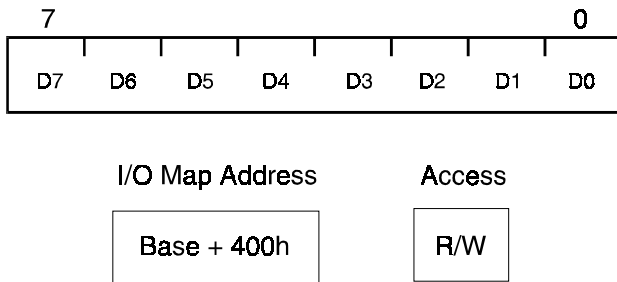 7 0
D7 D6 D5 D4 D3 D2 D1 D0
I/O Map Address Access
Base + 400h R/W